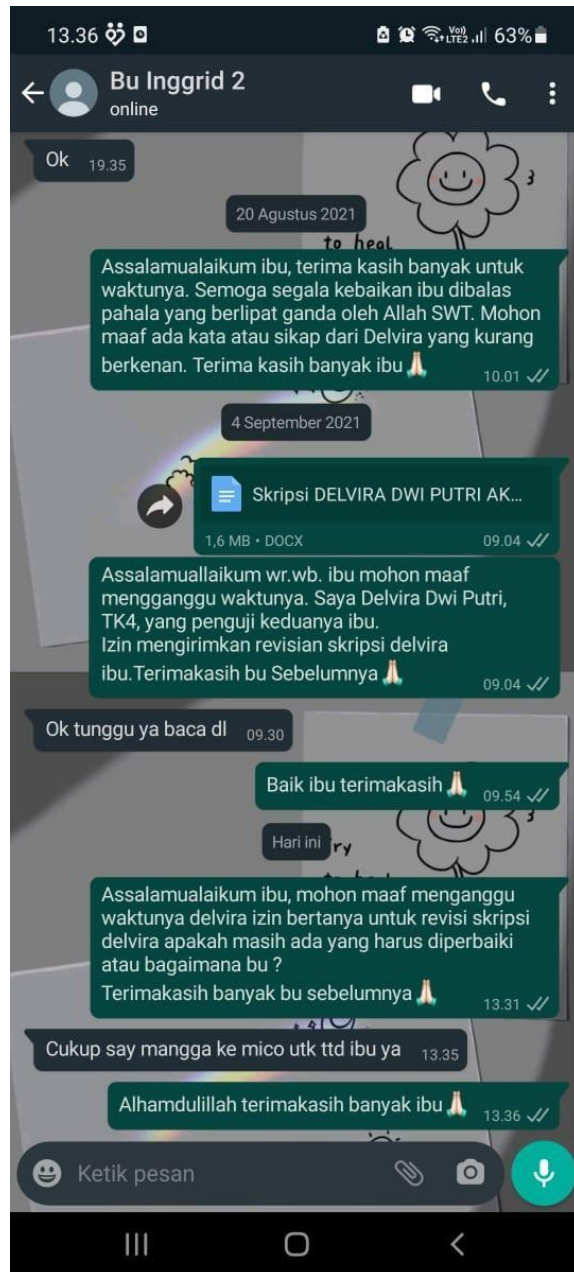 13.36
Vo)) LTE2 63%
Bu Inggrid 2
online
Ok 19.35
20 Agustus 2021
to heal
Assalamualaikum ibu, terima kasih banyak untuk
waktunya. Semoga segala kebaikan ibu dibalas
pahala yang berlipat ganda oleh Allah SWT. Mohon
maaf ada kata atau sikap dari Delvira yang kurang
berkenan. Terima kasih banyak ibu🙏🏻
10.01
4 September 2021
Skripsi DELVIRA DWI PUTRI AK...
1,6 MB • DOCX 09.04
Assalamuallaikum wr.wb. ibu mohon maaf
mengganggu waktunya. Saya Delvira Dwi Putri,
TK4, yang penguji keduanya ibu.
Izin mengirimkan revisian skripsi delvira
ibu.Terimakasih bu Sebelumnya🙏🏻
09.04
Ok tunggu ya baca dl 09.30
Baik ibu terimakasih🙏🏻 09.54
Hari ini
ry
Assalamualaikum ibu, mohon maaf menganggu
waktunya delvira izin bertanya untuk revisi skripsi
delvira apakah masih ada yang harus diperbaiki
atau bagaimana bu ?
Terimakasih banyak bu sebelumnya🙏🏻
13.31
Cukup say mangga ke mico utk ttd ibu ya 13.35
Alhamdulillah terimakasih banyak ibu🙏🏻 13.36
Ketik pesan